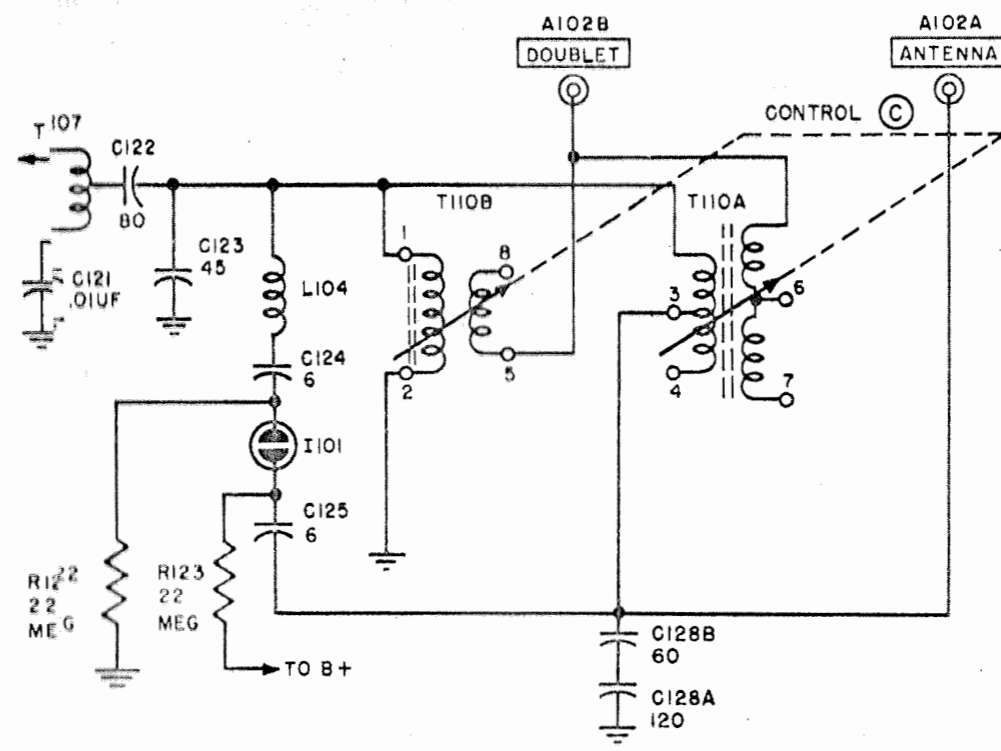 A102B
DOUBLET
A102A
ANTENNA
CONTROL C
T107
C122
80
C123
45
C121
.01UF
L104
T110B
1
2
8
5
T110A
3
4
6
7
C124
6
I101
C125
6
R122
22
MEG
R123
22
MEG
TO B+
C128B
60
C128A
120